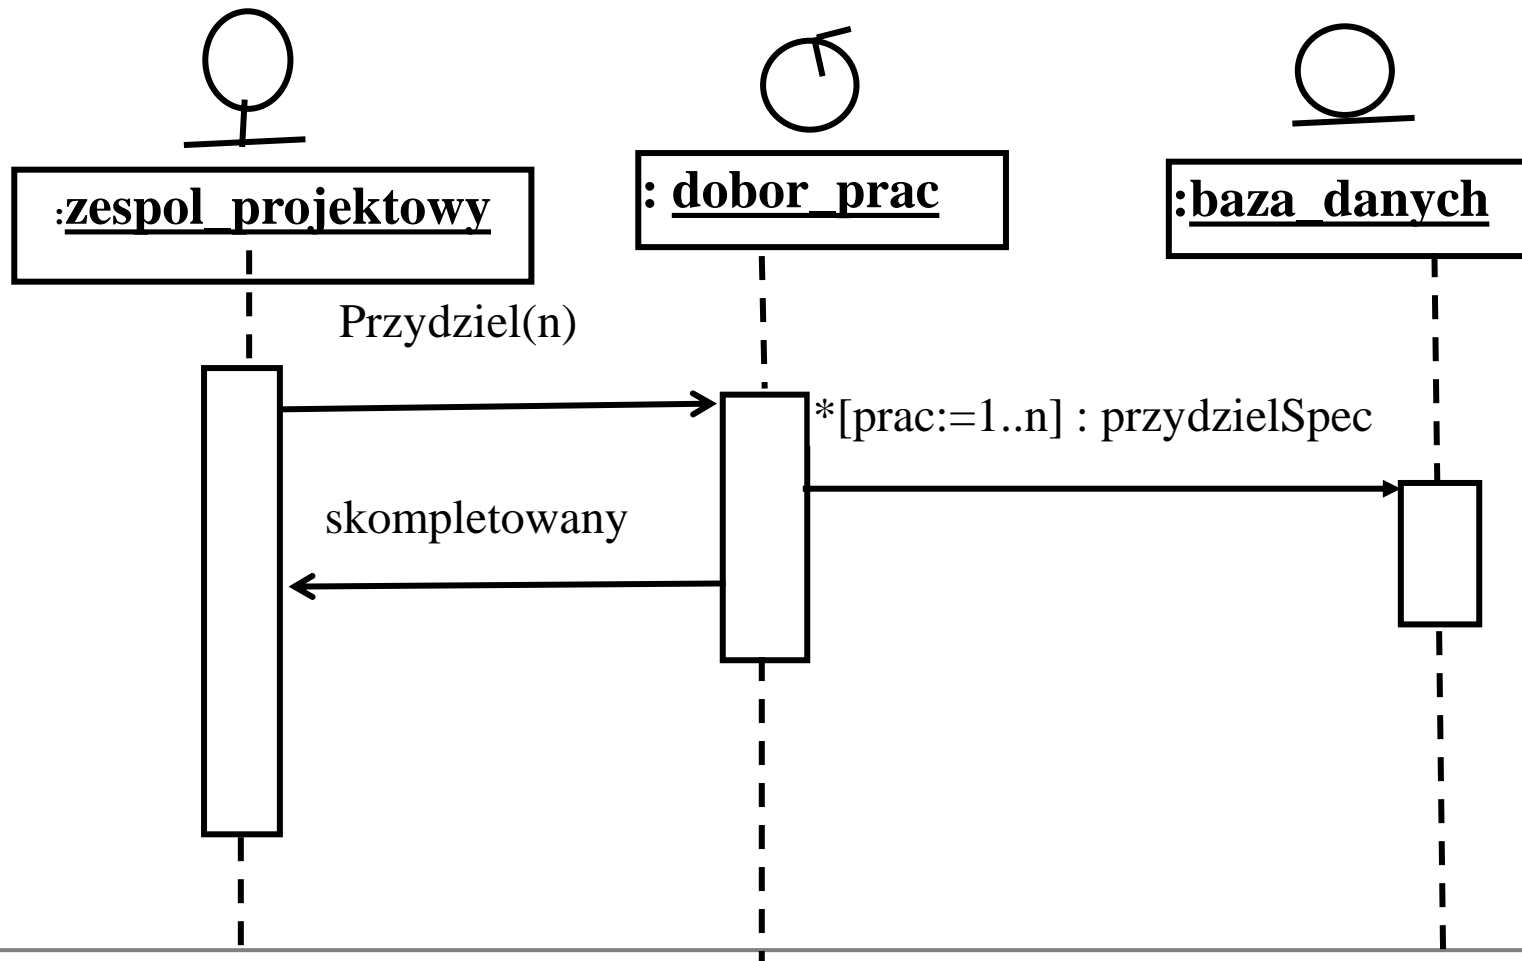 :zespol_projektowy
: dobor_prac
:baza_danych
Przydziel(n)
*[prac:=1..n] : przydzielSpec
skompletowany